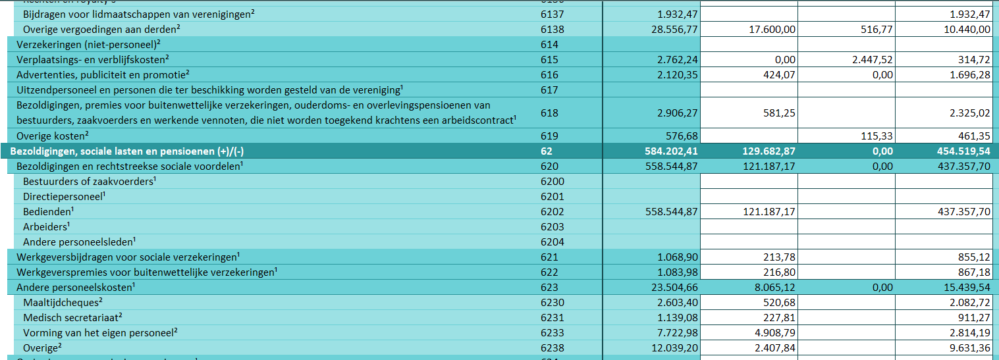 Bijdragen voor lidmaatschappen van verenigingen² 6137 1.932,47 1.932,47
Overige vergoedingen aan derden² 6138 28.556,77 17.600,00 516,77 10.440,00
Verzekeringen (niet-personeel)² 614
Verplaatsings- en verblijfskosten² 615 2.762,24 0,00 2.447,52 314,72
Advertenties, publiciteit en promotie² 616 2.120,35 424,07 0,00 1.696,28
Uitzendpersoneel en personen die ter beschikking worden gesteld van de vereniging¹ 617
Bezoldigingen, premies voor buitenwettelijke verzekeringen, ouderdoms- en overlevingspensioenen van
bestuurders, zaakvoerders en werkende vennoten, die niet worden toegekend krachtens een arbeidscontract¹ 618 2.906,27 581,25 2.325,02
Overige kosten² 619 576,68 115,33 461,35
Bezoldigingen, sociale lasten en pensioenen (+)/(-) 62 584.202,41 129.682,87 0,00 454.519,54
Bezoldigingen en rechtstreekse sociale voordelen¹ 620 558.544,87 121.187,17 0,00 437.357,70
Bestuurders of zaakvoerders¹ 6200
Directiepersoneel¹ 6201
Bedienden¹ 6202 558.544,87 121.187,17 437.357,70
Arbeiders¹ 6203
Andere personeelsleden¹ 6204
Werkgeversbijdragen voor sociale verzekeringen¹ 621 1.068,90 213,78 855,12
Werkgeverspremies voor buitenwettelijke verzekeringen¹ 622 1.083,98 216,80 867,18
Andere personeelskosten¹ 623 23.504,66 8.065,12 0,00 15.439,54
Maaltijdcheques² 6230 2.603,40 520,68 2.082,72
Medisch secretariaat² 6231 1.139,08 227,81 911,27
Vorming van het eigen personeel² 6233 7.722,98 4.908,79 2.814,19
Overige² 6238 12.039,20 2.407,84 9.631,36